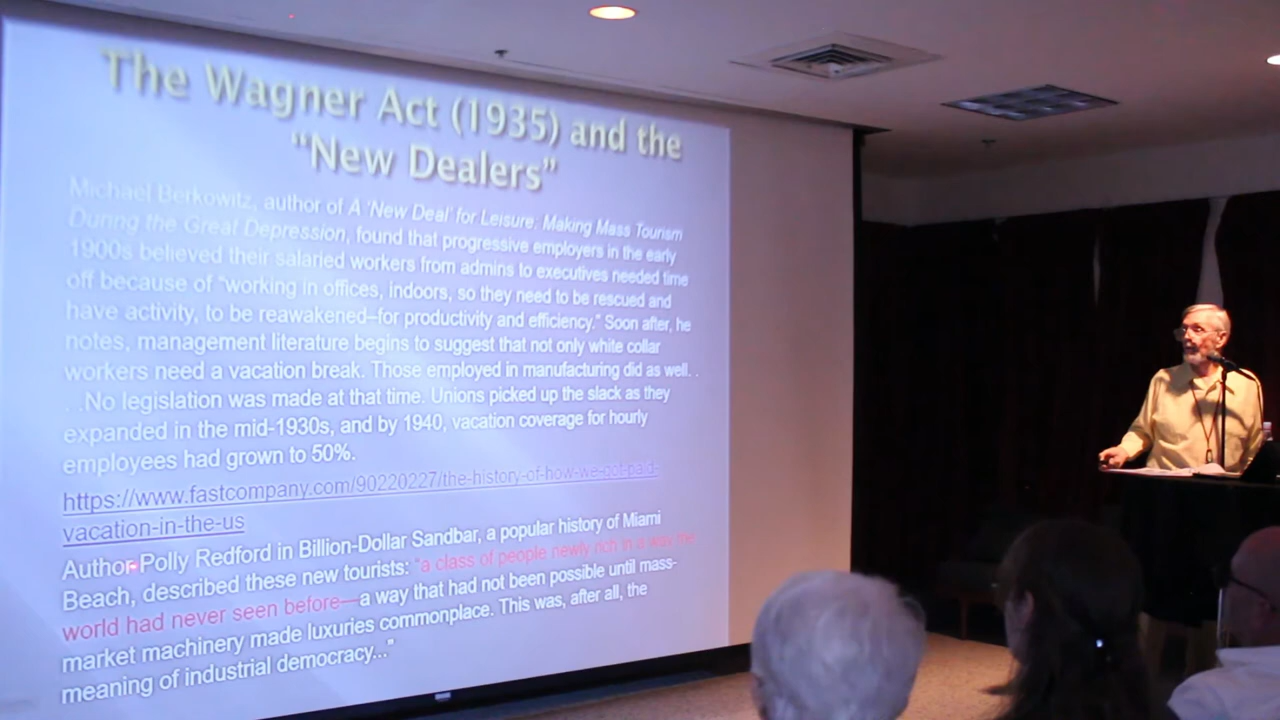 The Wagner Act (1935) and the
“New Dealers”
Michael Berkowitz, author of A ‘New Deal’ for Leisure: Making Mass Tourism
During the Great Depression, found that progressive employers in the early
1900s believed their salaried workers from admins to executives needed time
off because of “working in offices, indoors, so they need to be rescued and
have activity, to be reawakened–for productivity and efficiency.” Soon after, he
notes, management literature begins to suggest that not only white collar
workers need a vacation break. Those employed in manufacturing did as well. .
. .No legislation was made at that time. Unions picked up the slack as they
expanded in the mid-1930s, and by 1940, vacation coverage for hourly
employees had grown to 50%.
https://www.fastcompany.com/90220227/the-history-of-how-we-got-paid-
vacation-in-the-us
Author Polly Redford in Billion-Dollar Sandbar, a popular history of Miami
Beach, described these new tourists: “a class of people newly rich in a way the
world had never seen before—a way that had not been possible until mass-
market machinery made luxuries commonplace. This was, after all, the
meaning of industrial democracy...”